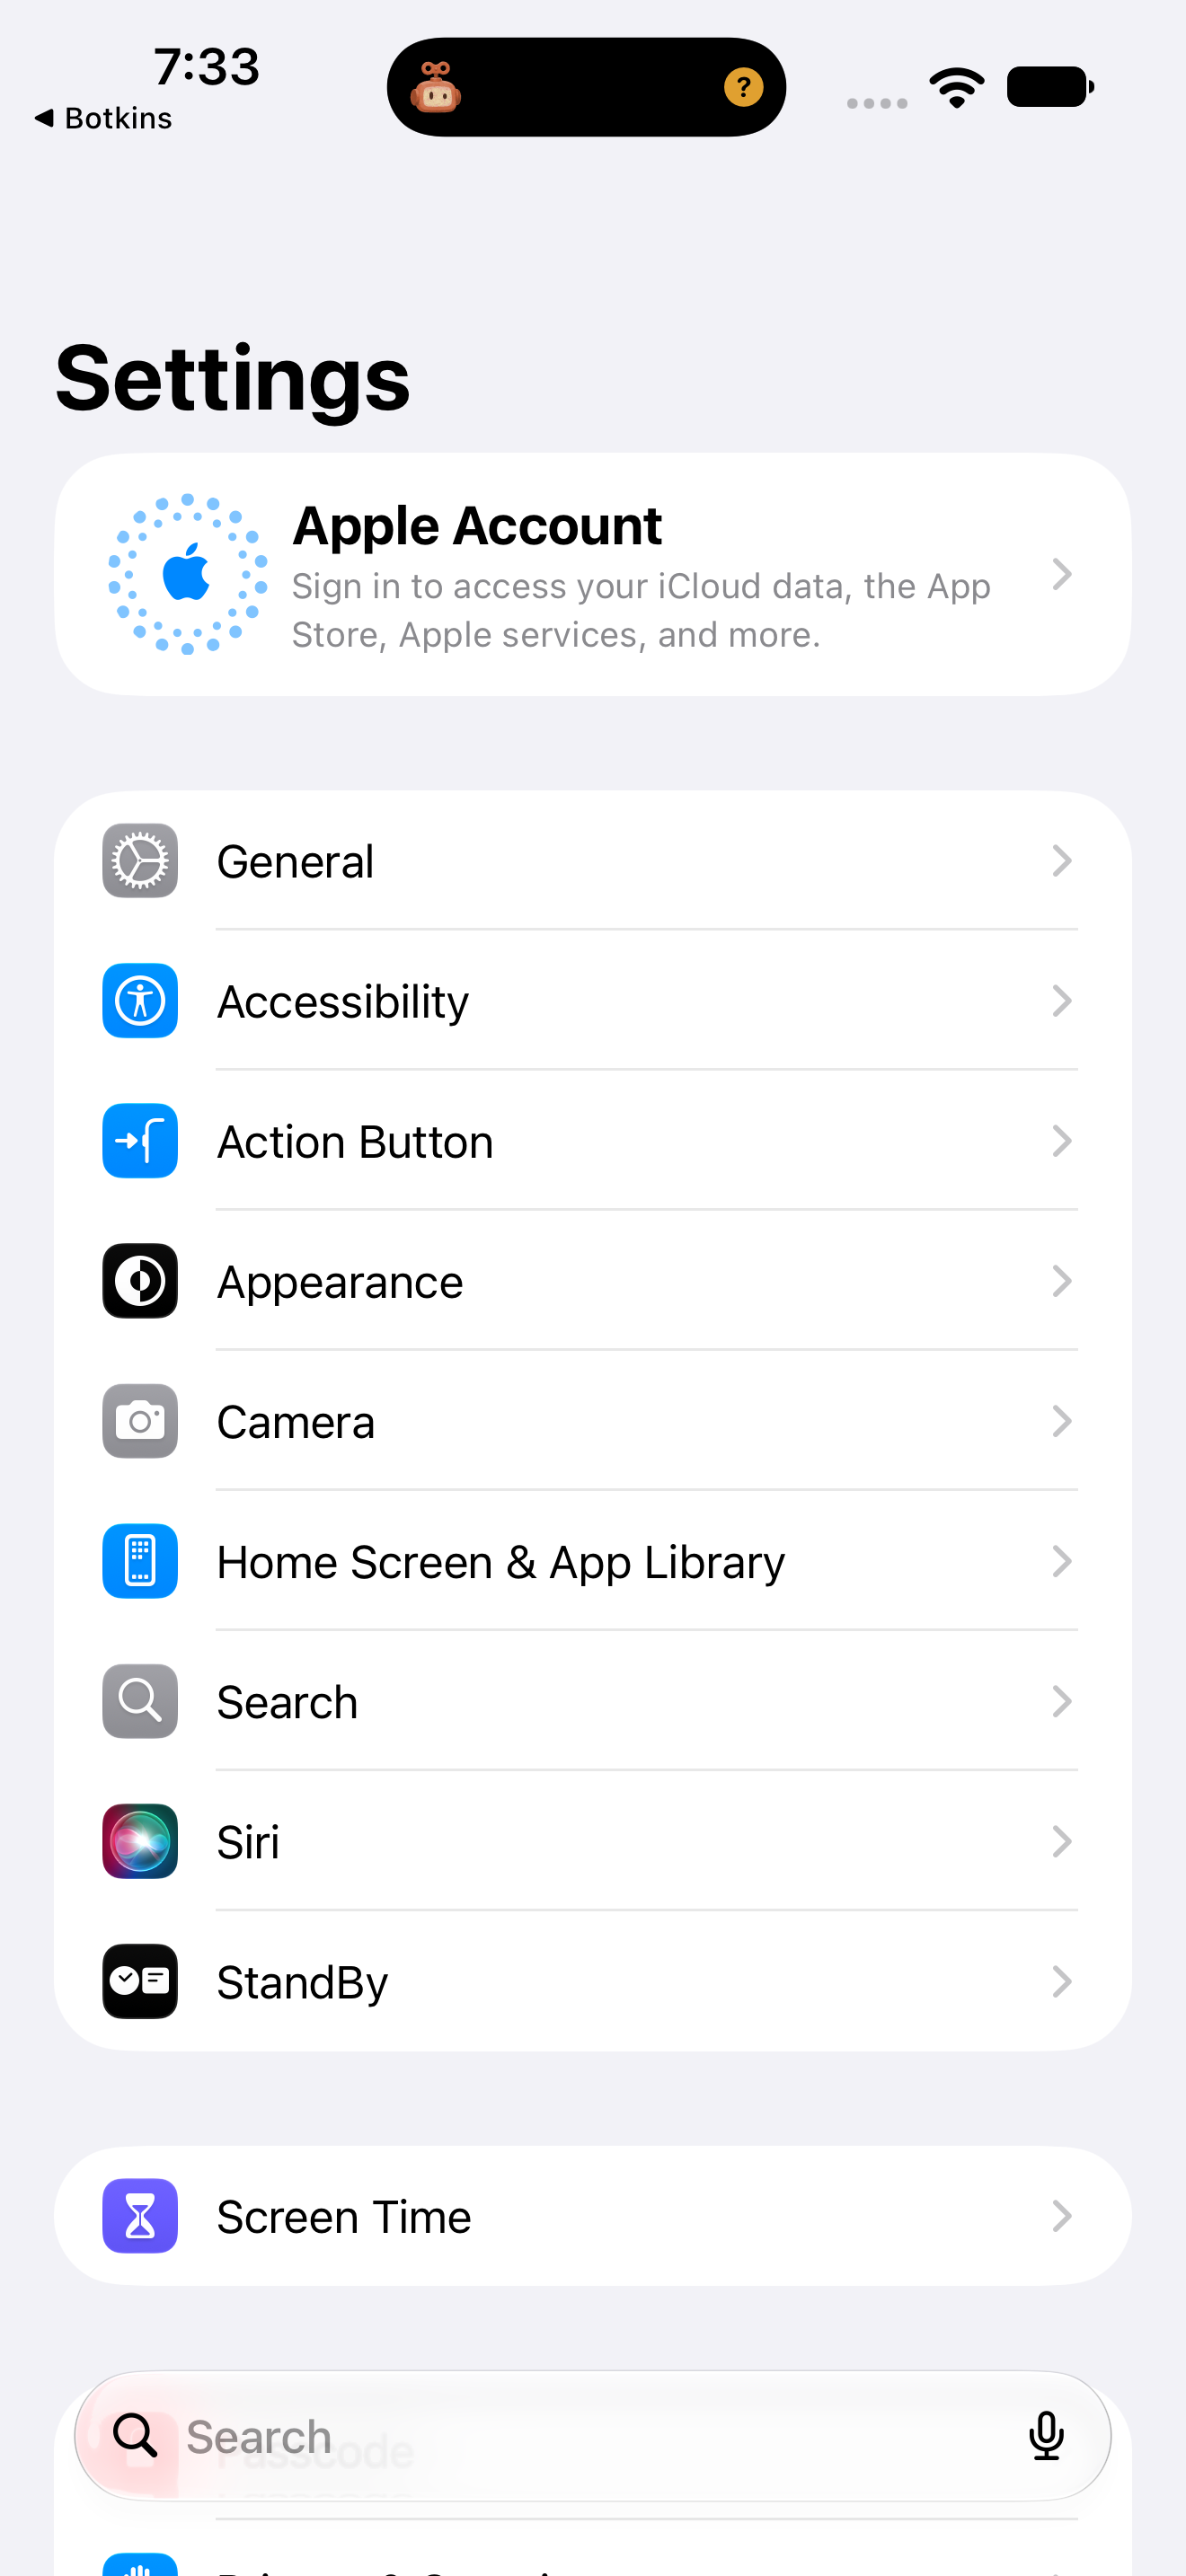 7:33
◀ Botkins
?
Settings
Apple Account
Sign in to access your iCloud data, the App
Store, Apple services, and more.
General
Accessibility
Action Button
Appearance
Camera
Home Screen & App Library
Search
Siri
StandBy
Screen Time
Search
Passcode